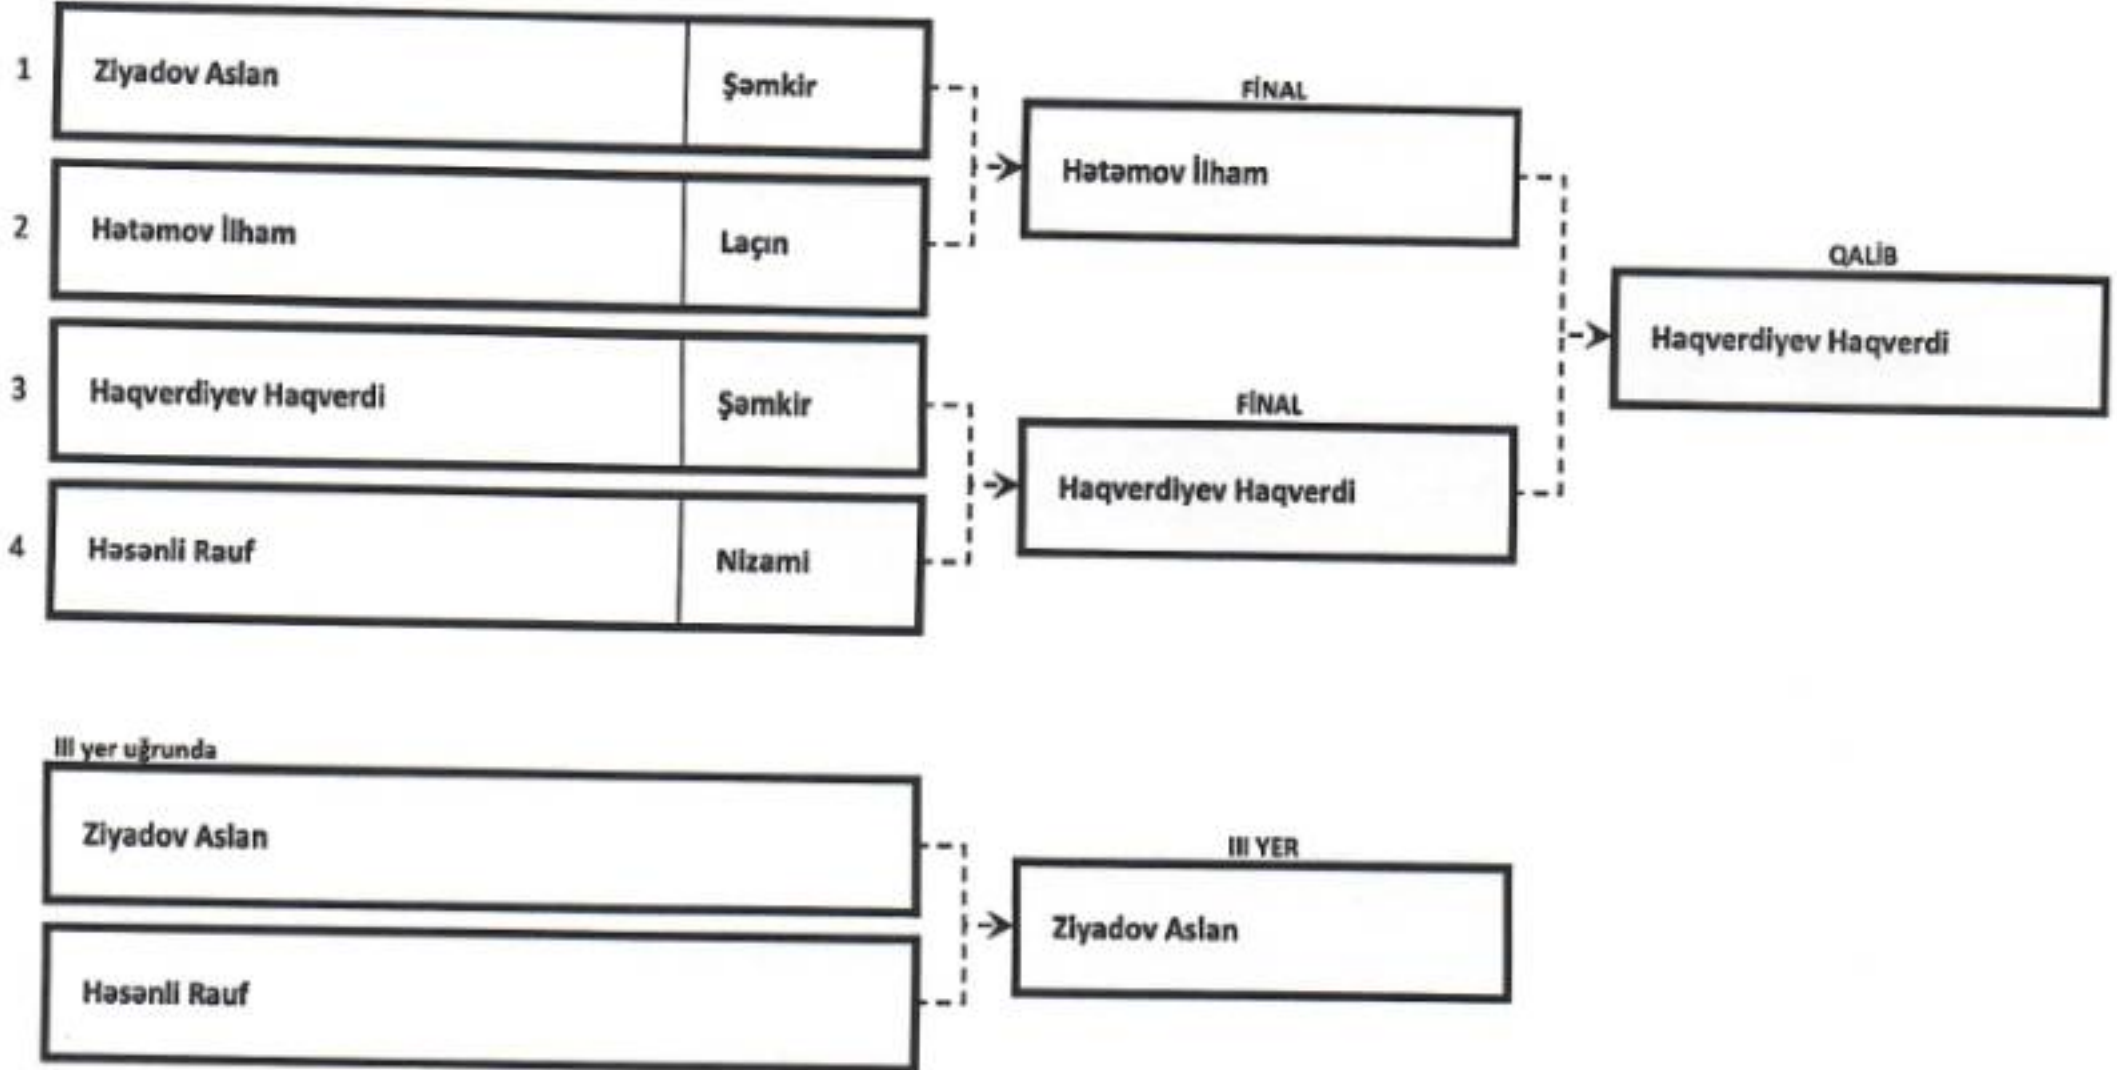 1 Ziyadov Aslan Şəmkir
2 Hətəmov İlham Laçın
3 Haqverdiyev Haqverdi Şəmkir
4 Həsənli Rauf Nizami
FİNAL
Hətəmov İlham
FİNAL
Haqverdiyev Haqverdi
QALİB
Haqverdiyev Haqverdi
III yer uğrunda
Ziyadov Aslan
Həsənli Rauf
III YER
Ziyadov Aslan